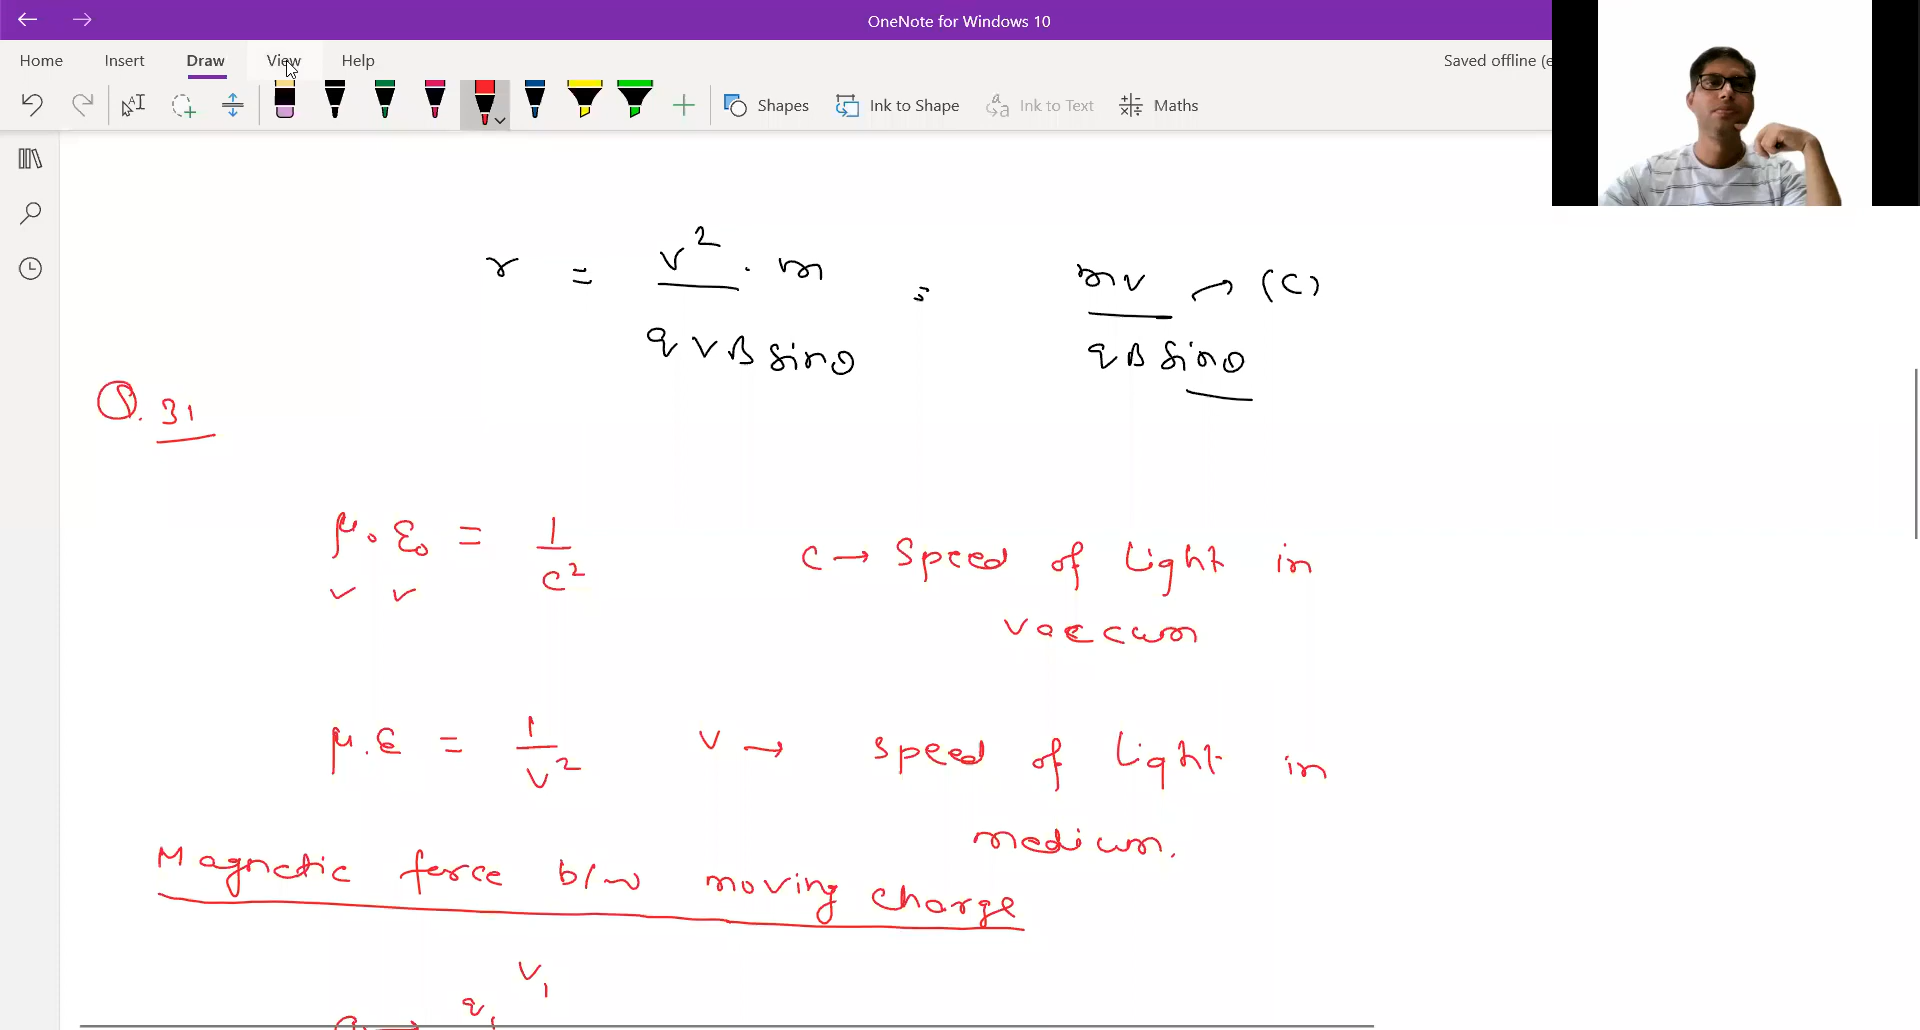 OneNote for Windows 10
Home Insert Draw View Help Saved offline (e
Shapes Ink to Shape Ink to Text Maths
r = v² . m / q v B sinθ = mv / q B sinθ → (C)
Q. 31
μ₀ ε₀ = 1 / c² c → Speed of Light in
vaccum
μ.ε = 1 / v² v → speed of Light in
medium.
Magnetic force b/w moving charge
v₁
q₁